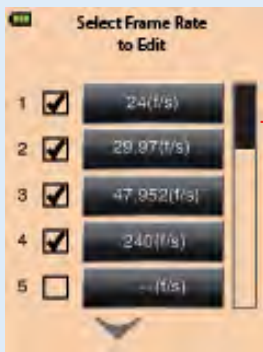 Select Frame Rate
to Edit
1 24(f/s)
2 29.97(f/s)
3 47.952(f/s)
4 240(f/s)
5 --(f/s)